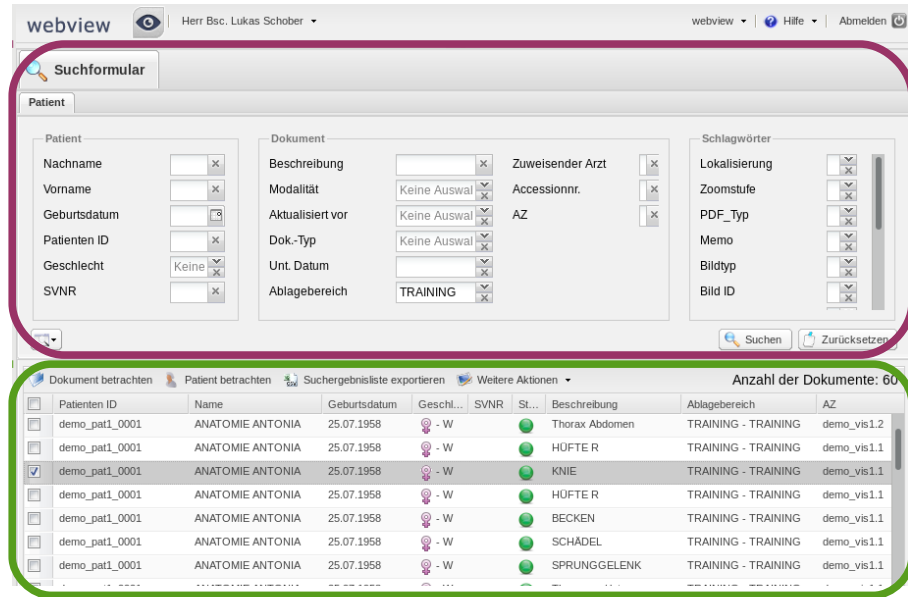 webview Herr Bsc. Lukas Schober webview Hilfe Abmelden
Suchformular
Patient
Patient Dokument Schlagwörter
Nachname Beschreibung Zuweisender Arzt Lokalisierung
Vorname Modalität Keine Auswal Accessionnr. Zoomstufe
Geburtsdatum Aktualisiert vor Keine Auswal AZ PDF_Typ
Patienten ID Dok.-Typ Keine Auswal Memo
Geschlecht Keine Unt. Datum Bildtyp
SVNR Ablagebereich TRAINING Bild ID
Suchen Zurücksetzen
Dokument betrachten Patient betrachten Suchergebnisliste exportieren Weitere Aktionen Anzahl der Dokumente: 60
Patienten ID Name Geburtsdatum Geschl... SVNR St... Beschreibung Ablagebereich AZ
demo_pat1_0001 ANATOMIE ANTONIA 25.07.1958 - W Thorax Abdomen TRAINING - TRAINING demo_vis1.2
demo_pat1_0001 ANATOMIE ANTONIA 25.07.1958 - W HÜFTE R TRAINING - TRAINING demo_vis1.1
demo_pat1_0001 ANATOMIE ANTONIA 25.07.1958 - W KNIE TRAINING - TRAINING demo_vis1.1
demo_pat1_0001 ANATOMIE ANTONIA 25.07.1958 - W HÜFTE R TRAINING - TRAINING demo_vis1.1
demo_pat1_0001 ANATOMIE ANTONIA 25.07.1958 - W BECKEN TRAINING - TRAINING demo_vis1.1
demo_pat1_0001 ANATOMIE ANTONIA 25.07.1958 - W SCHÄDEL TRAINING - TRAINING demo_vis1.1
demo_pat1_0001 ANATOMIE ANTONIA 25.07.1958 - W SPRUNGGELENK TRAINING - TRAINING demo_vis1.1